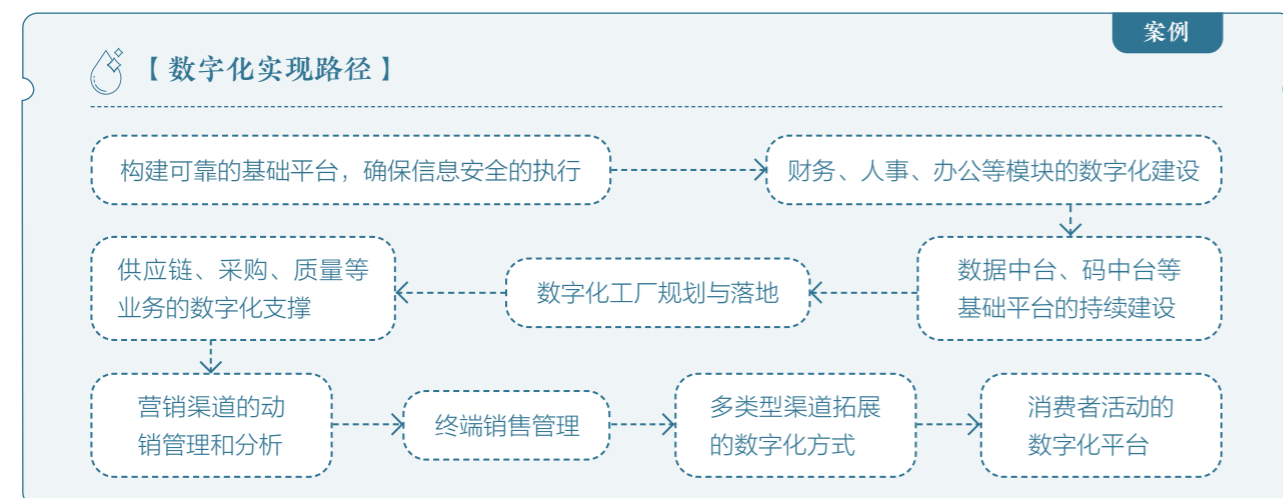 案例
【数字化实现路径】
构建可靠的基础平台，确保信息安全的执行
财务、人事、办公等模块的数字化建设
数据中台、码中台等
基础平台的持续建设
数字化工厂规划与落地
供应链、采购、质量等
业务的数字化支撑
营销渠道的动
销管理和分析
终端销售管理
多类型渠道拓展
的数字化方式
消费者活动的
数字化平台